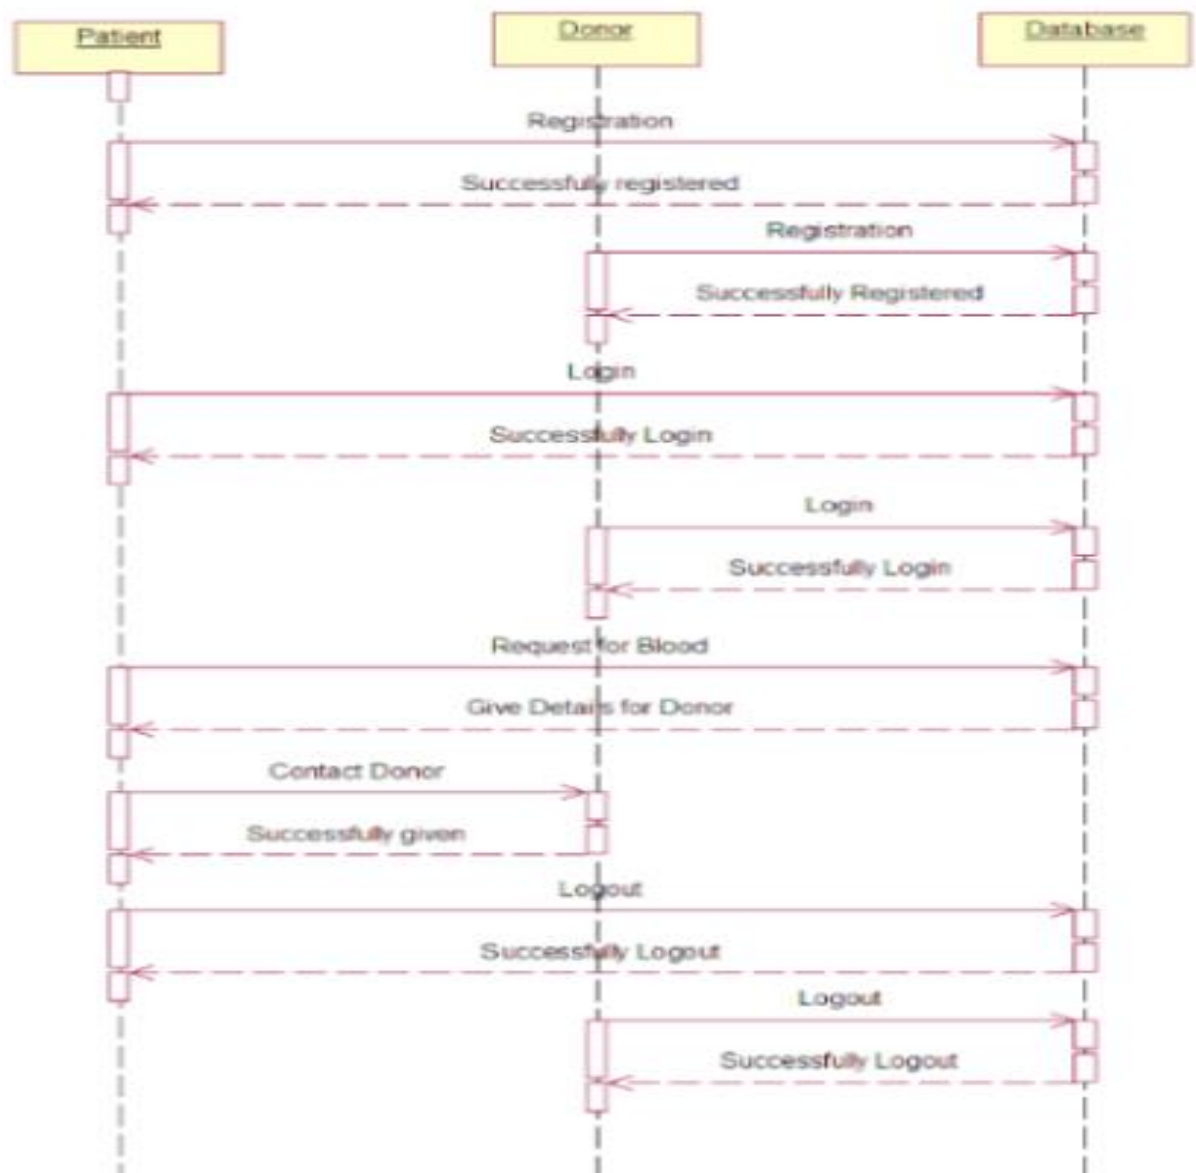 Patient
Donor
Database
Registration
Successfully registered
Registration
Successfully Registered
Login
Successfully Login
Login
Successfully Login
Request for Blood
Give Details for Donor
Contact Donor
Successfully given
Logout
Successfully Logout
Logout
Successfully Logout